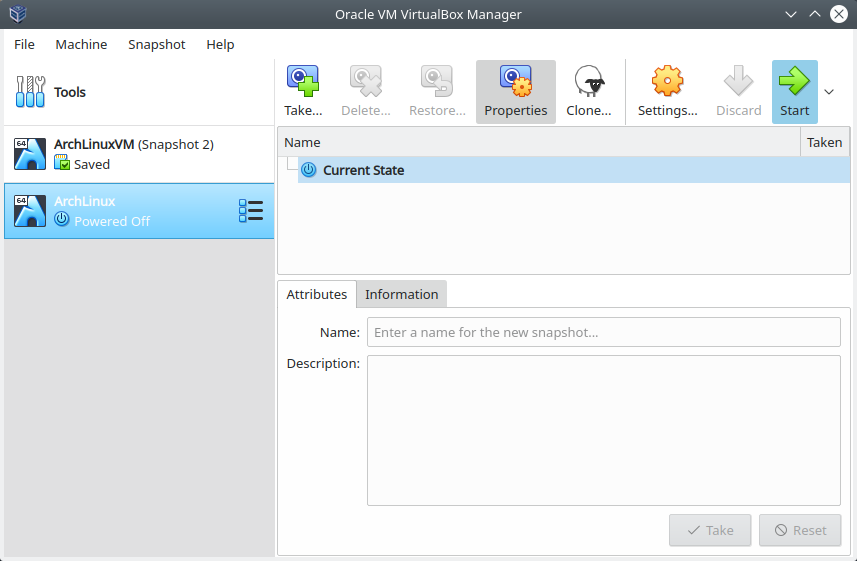 Oracle VM VirtualBox Manager
File Machine Snapshot Help
Tools
Take... Delete... Restore... Properties Clone... Settings... Discard Start
64 ArchLinuxVM (Snapshot 2)
Saved
64 ArchLinux
Powered Off
Name Taken
Current State
Attributes Information
Name: Enter a name for the new snapshot...
Description:
Take Reset